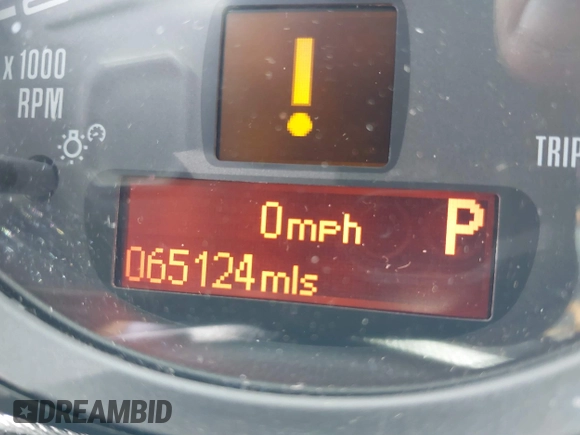 x 1000
RPM
!
TRIP
0mph
P
065124mls
DREAMBID